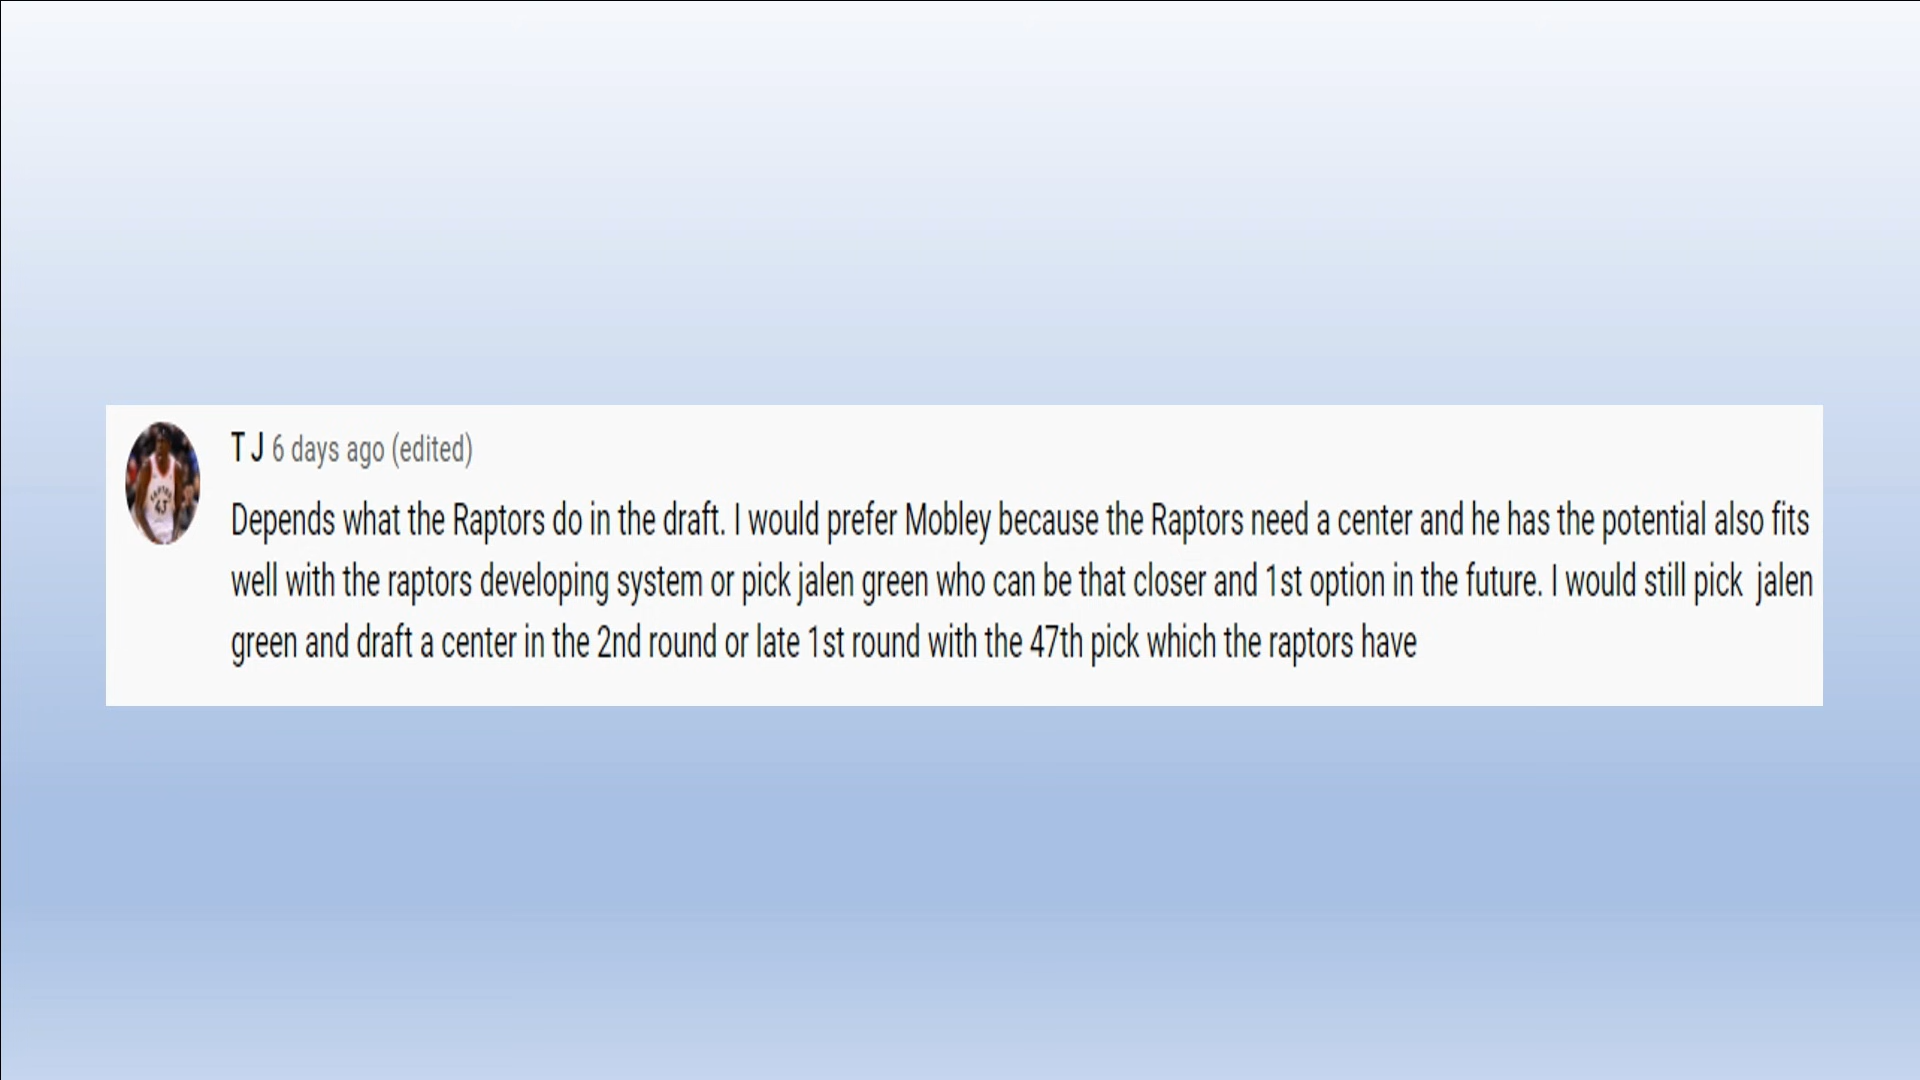 T J 6 days ago (edited)
Depends what the Raptors do in the draft. I would prefer Mobley because the Raptors need a center and he has the potential also fits
well with the raptors developing system or pick jalen green who can be that closer and 1st option in the future. I would still pick  jalen
green and draft a center in the 2nd round or late 1st round with the 47th pick which the raptors have